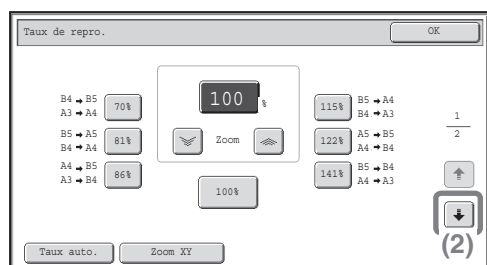 Taux de repro.
OK
B4 → B5
A3 → A4
70%
B5 → A5
B4 → A4
81%
A4 → B5
A3 → B4
86%
100 %
Zoom
100%
115%
B5 → A4
B4 → A3
122%
A5 → B5
A4 → B4
141%
B5 → B4
A4 → A3
1
2
(2)
Taux auto.
Zoom XY